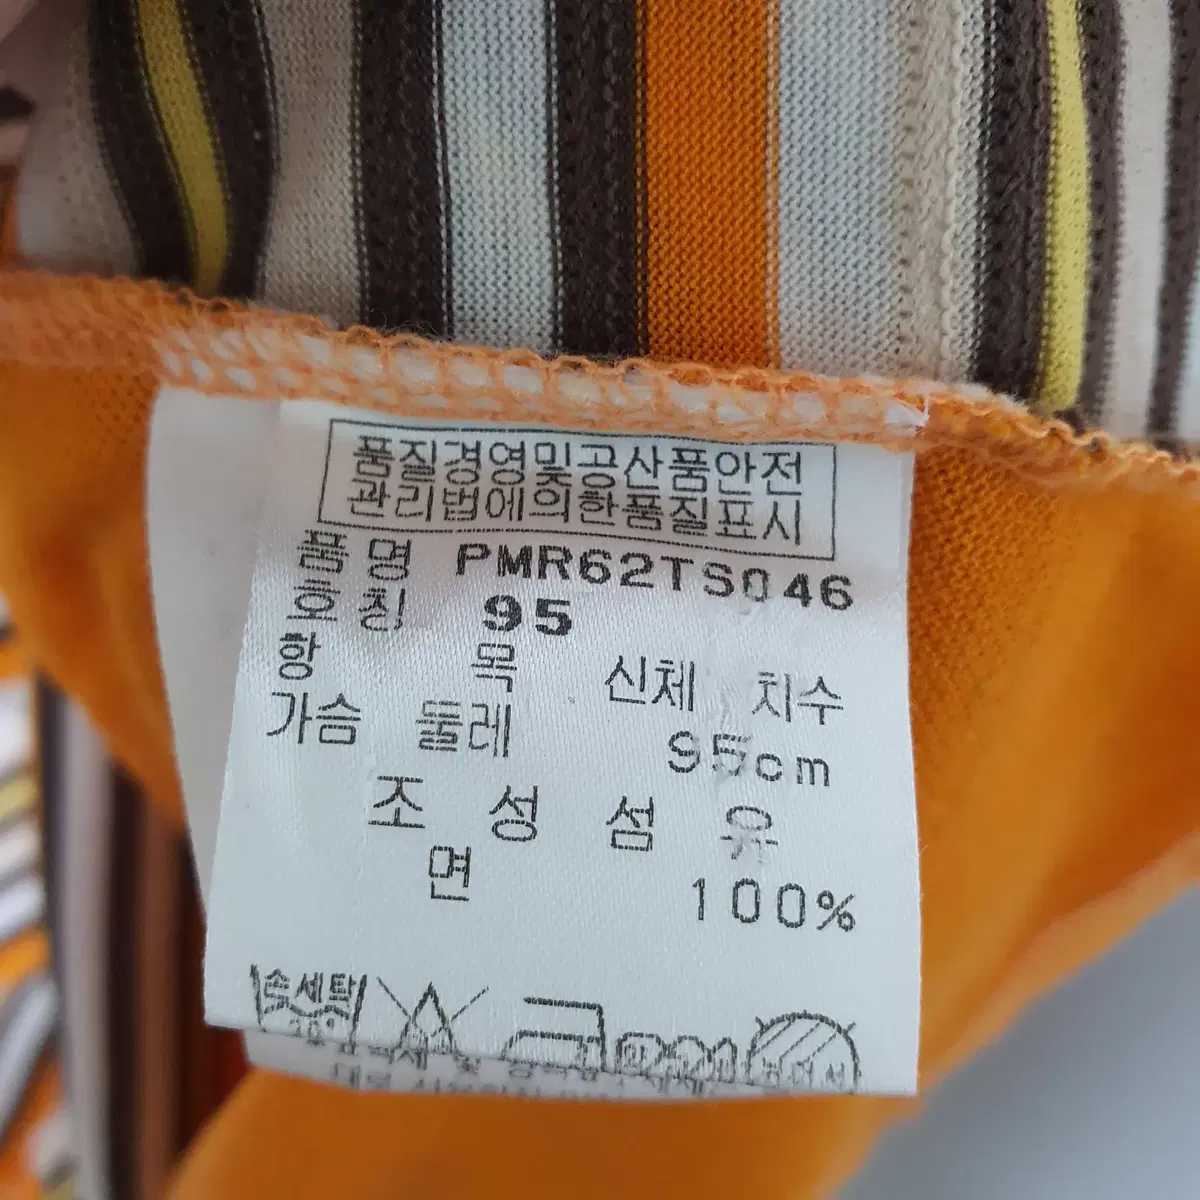 품질경영및공산품안전
관리법에의한품질표시
품 명 PMR62TS046
호 칭 95
항 목 신체 치수
가슴 둘레 95cm
조 성 섬 유
면 100%
손세탁
30°